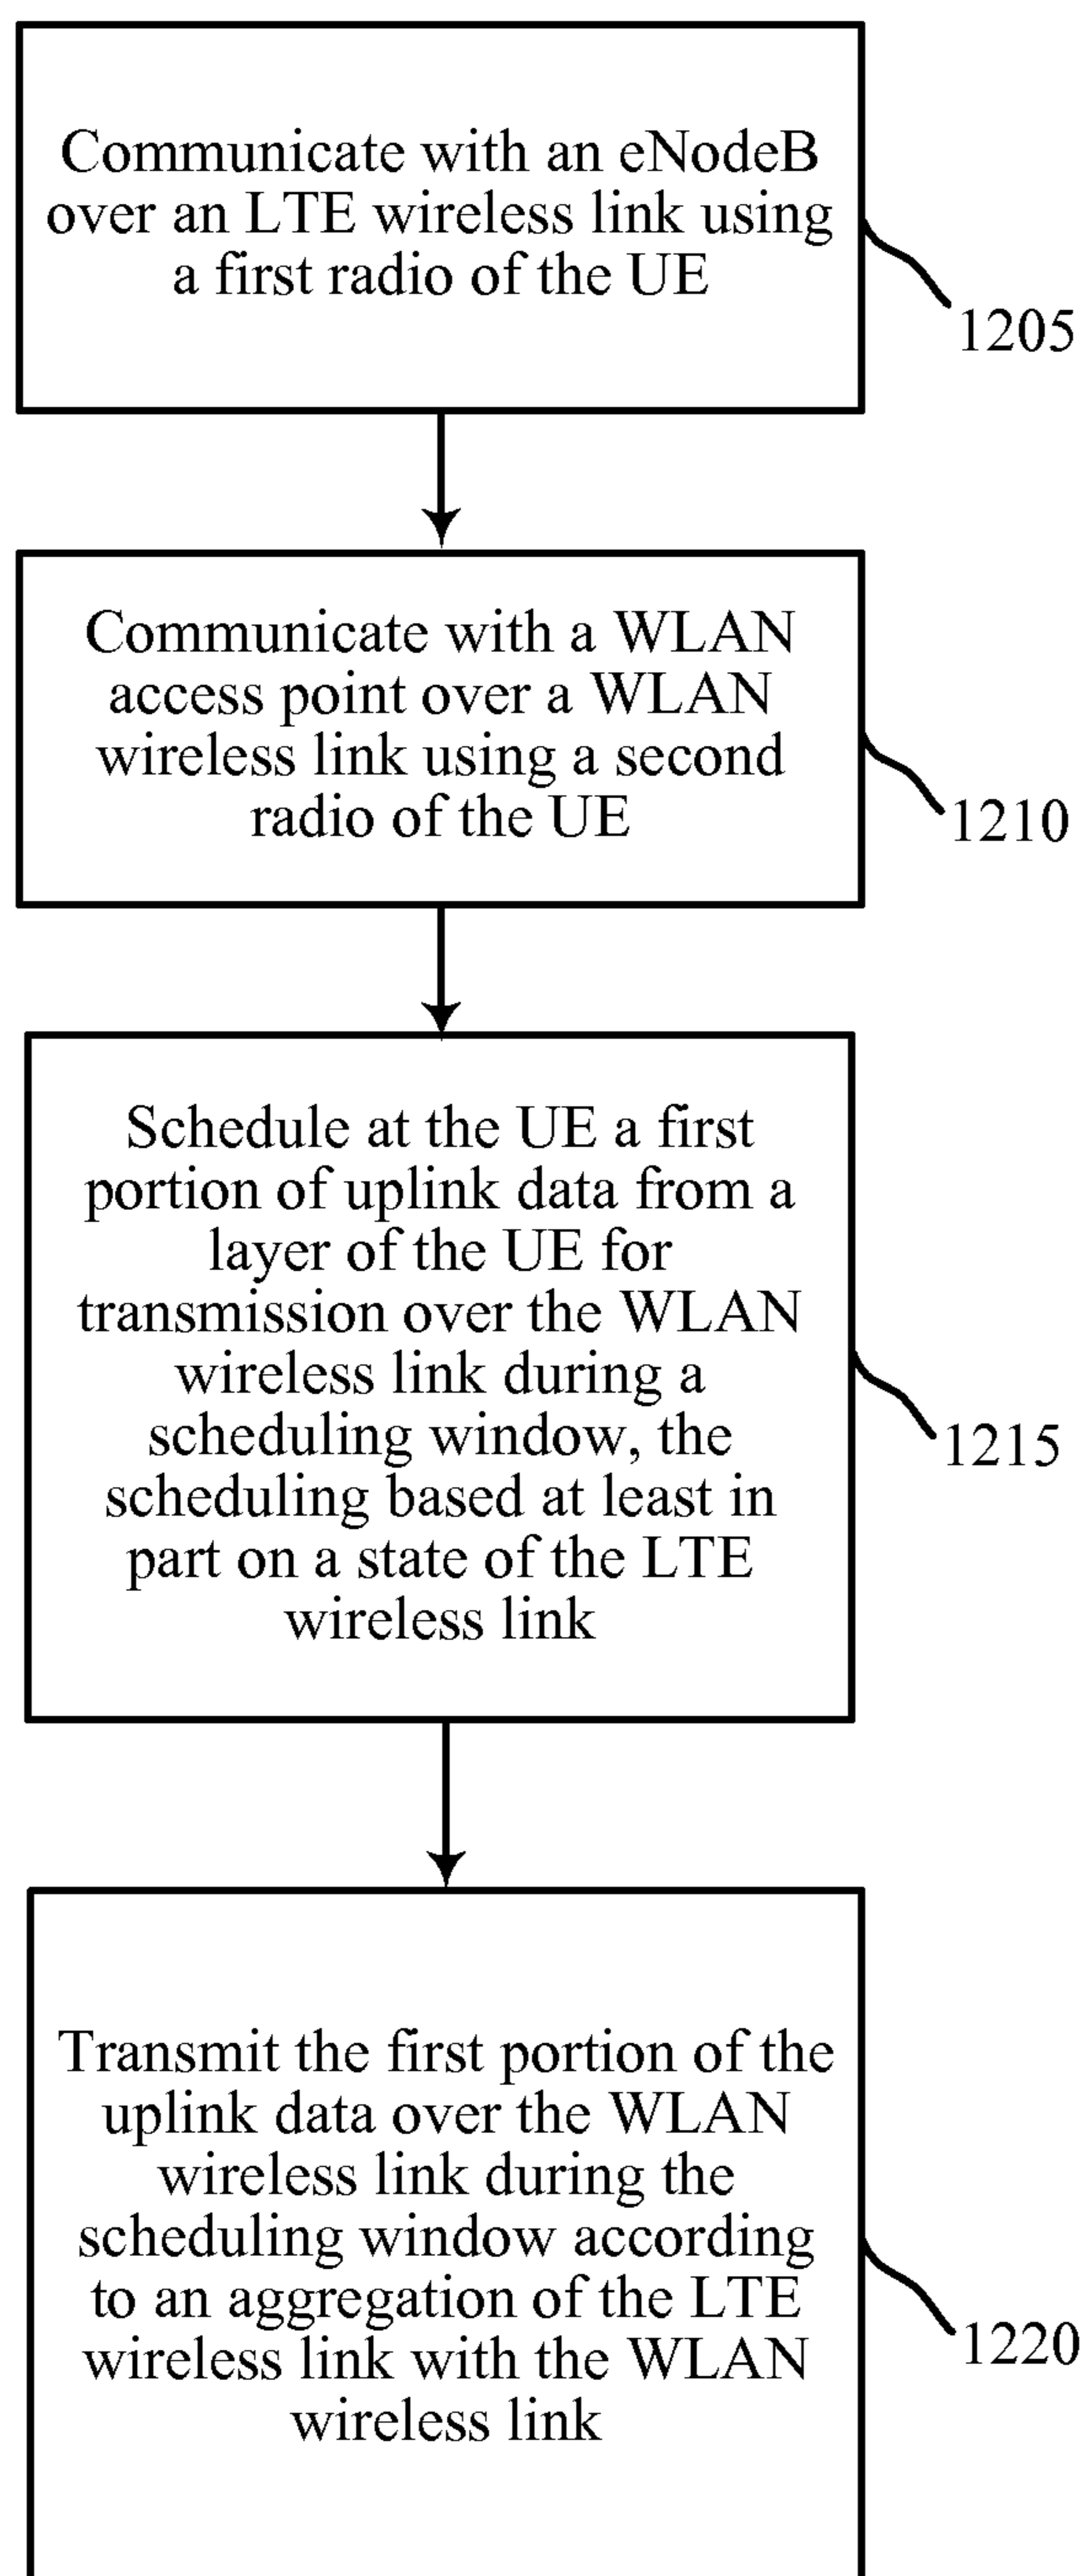 Communicate with an eNodeB
over an LTE wireless link using
a first radio of the UE
1205
Communicate with a WLAN
access point over a WLAN
wireless link using a second
radio of the UE
1210
Schedule at the UE a first
portion of uplink data from a
layer of the UE for
transmission over the WLAN
wireless link during a
scheduling window, the
scheduling based at least in
part on a state of the LTE
wireless link
1215
Transmit the first portion of the
uplink data over the WLAN
wireless link during the
scheduling window according
to an aggregation of the LTE
wireless link with the WLAN
wireless link
1220